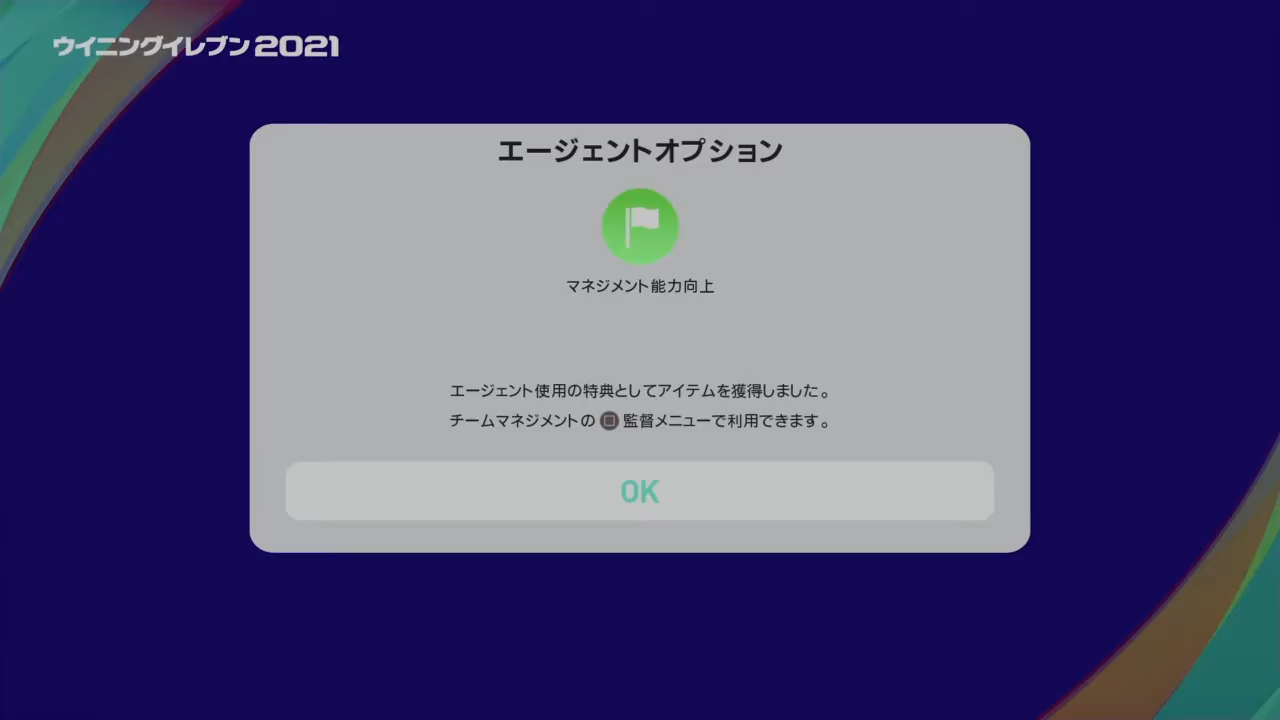 ウイニングイレブン 2021
エージェントオプション
マネジメント能力向上
エージェント使用の特典としてアイテムを獲得しました。
チームマネジメントの 監督メニューで利用できます。
OK